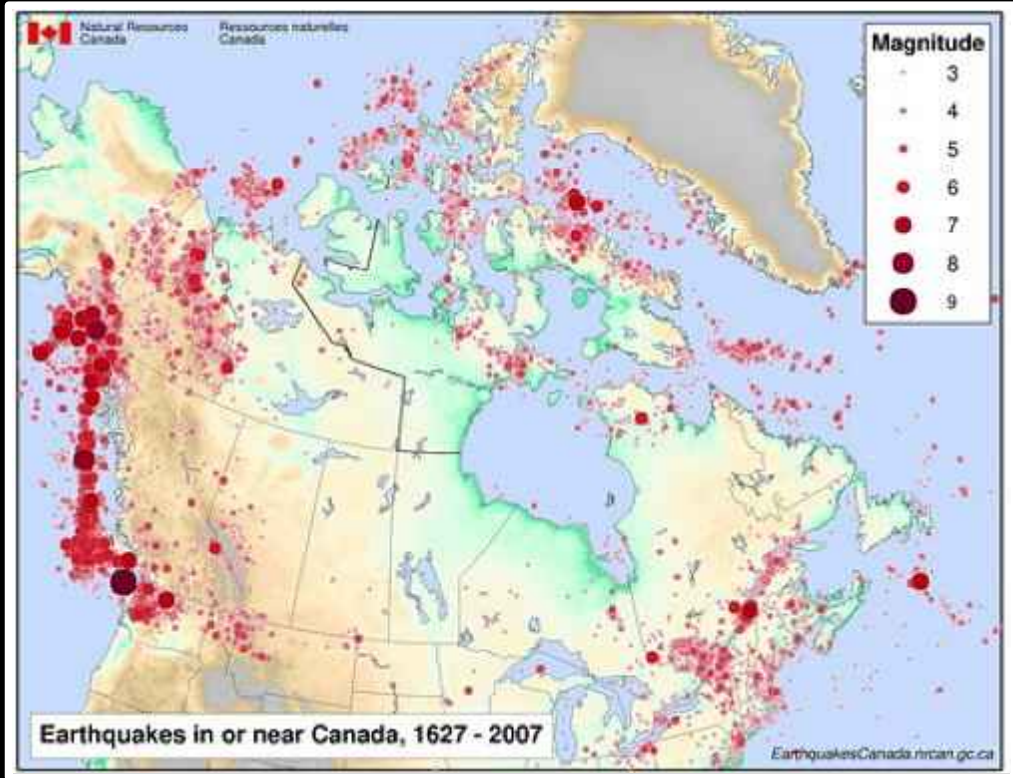 Natural Resources
Canada
Ressources naturelles
Canada
Magnitude
3
4
5
6
7
8
9
Earthquakes in or near Canada, 1627 - 2007
EarthquakesCanada.nrcan.gc.ca